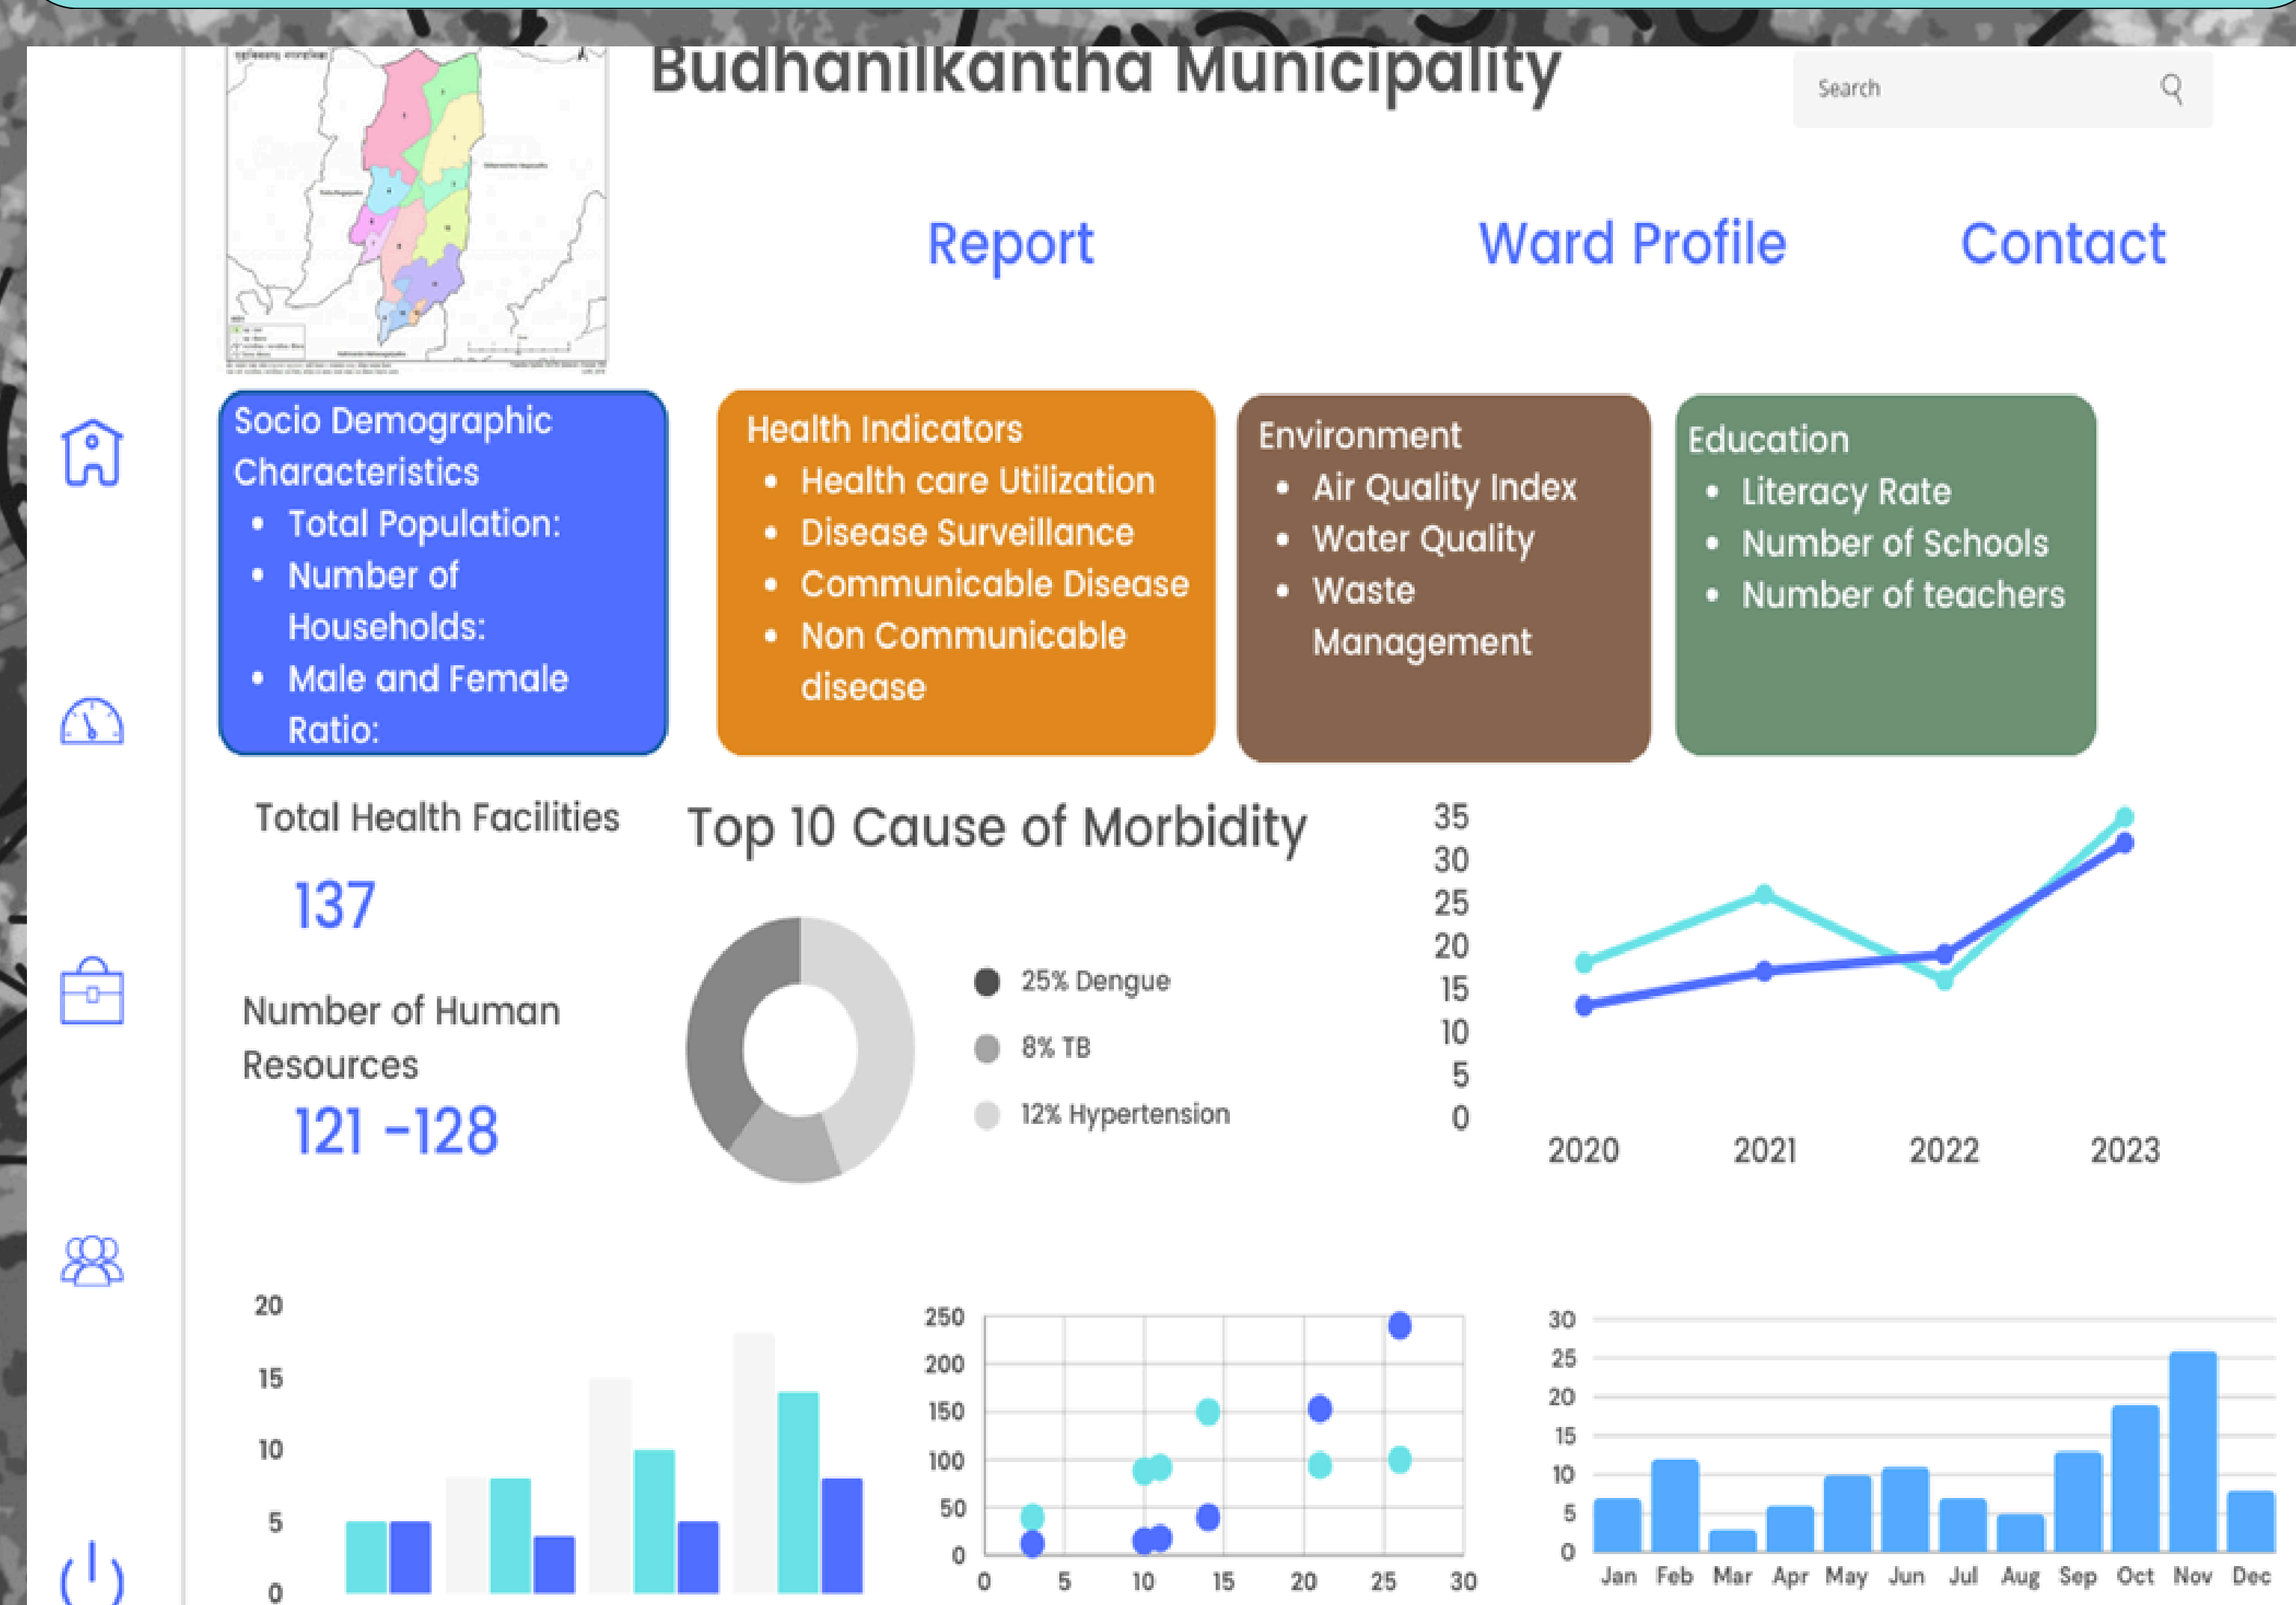 Budhanilkantha Municipality
Search
Report
Ward Profile
Contact
Socio Demographic
Characteristics
• Total Population:
• Number of
Households:
• Male and Female
Ratio:
Health Indicators
• Health care Utilization
• Disease Surveillance
• Communicable Disease
• Non Communicable
disease
Environment
• Air Quality Index
• Water Quality
• Waste
Management
Education
• Literacy Rate
• Number of Schools
• Number of teachers
Total Health Facilities
137
Number of Human
Resources
121 -128
Top 10 Cause of Morbidity
25% Dengue
8% TB
12% Hypertension
35
30
25
20
15
10
5
0
2020 2021 2022 2023
20
15
10
5
0
250
200
150
100
50
0
0 5 10 15 20 25 30
30
25
20
15
10
5
0
Jan Feb Mar Apr May Jun Jul Aug Sep Oct Nov Dec